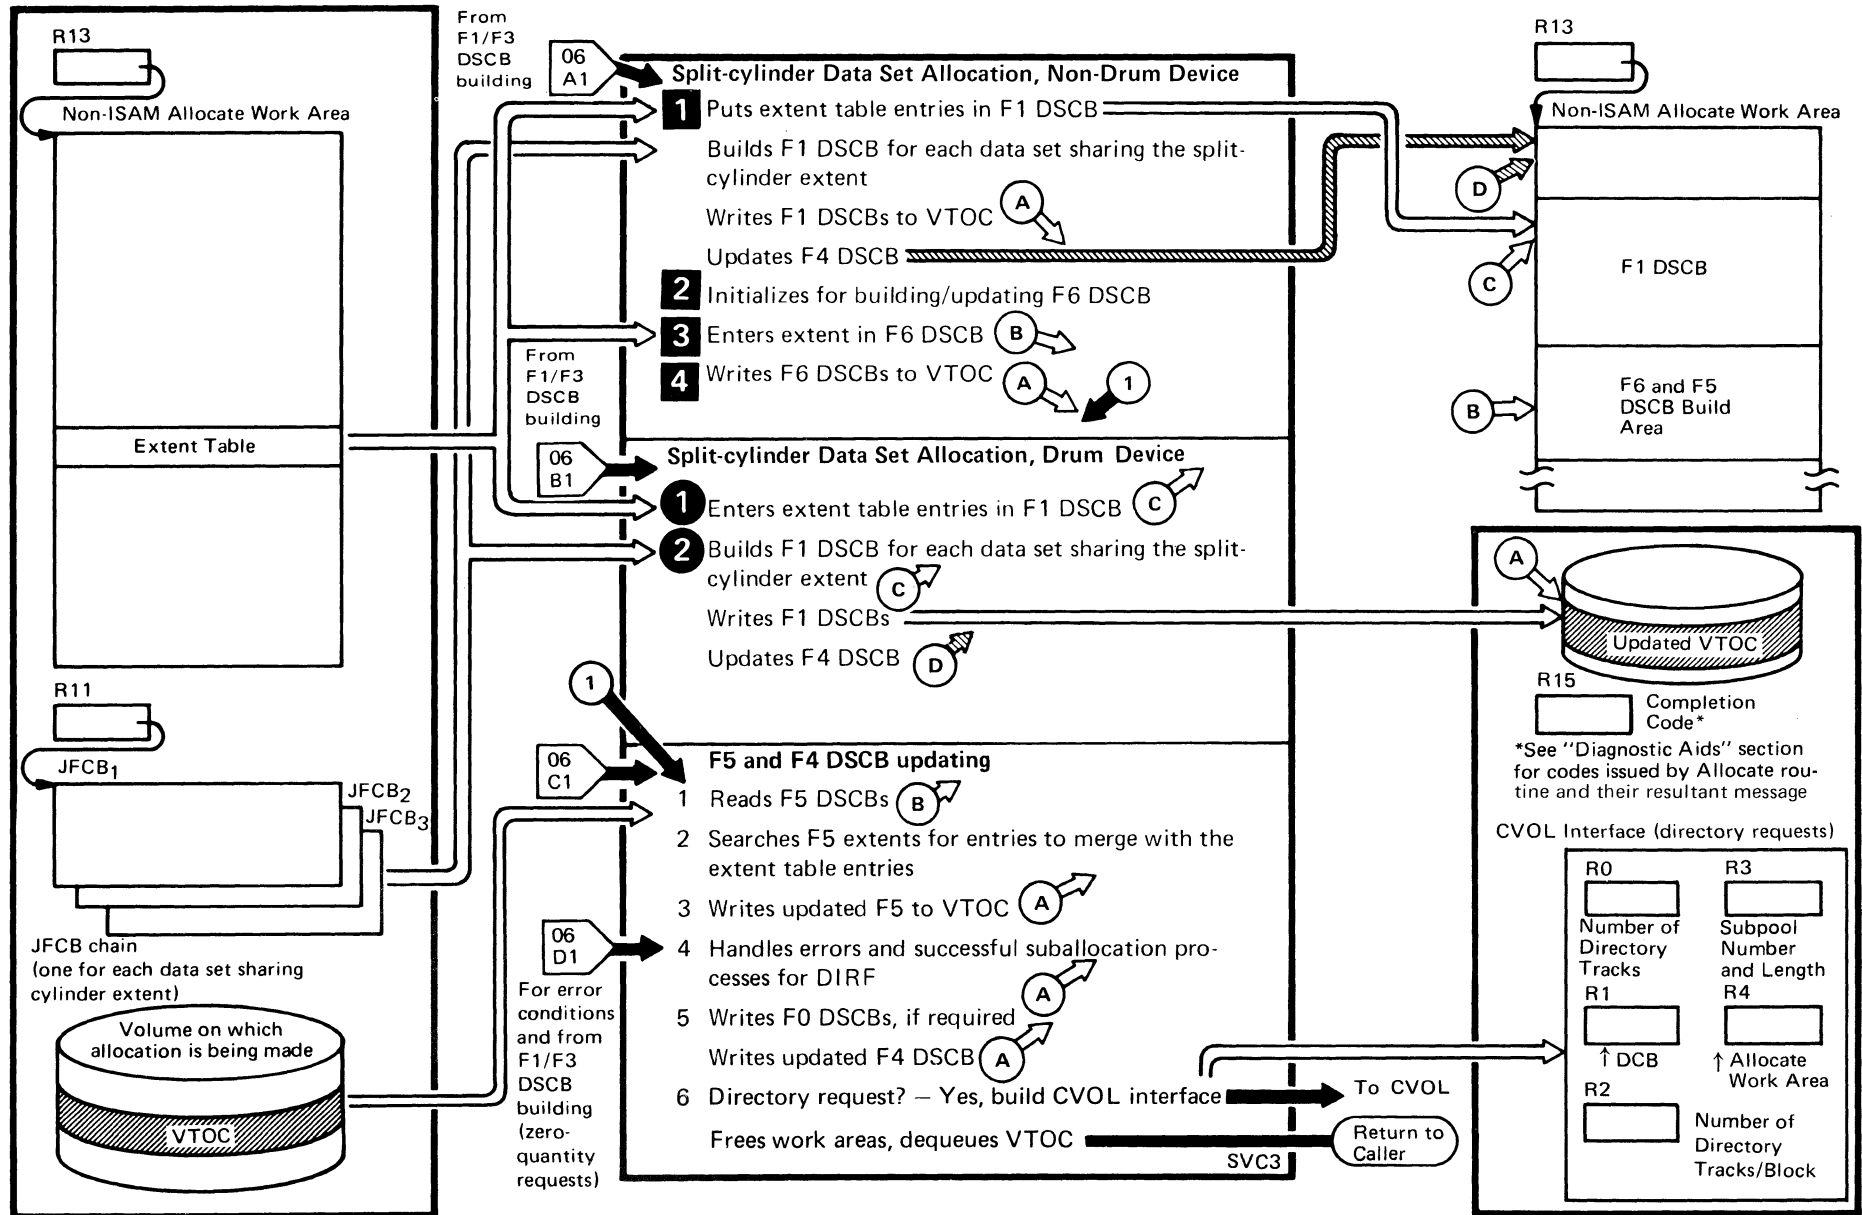 R13
Non-ISAM Allocate Work Area
Extent Table
R11
JFCB1
JFCB2
JFCB3
JFCB chain
(one for each data set sharing
cylinder extent)
Volume on which
allocation is being made
VTOC
From
F1/F3
DSCB
building
06
A1
Split-cylinder Data Set Allocation, Non-Drum Device
1 Puts extent table entries in F1 DSCB
Builds F1 DSCB for each data set sharing the split-
cylinder extent
Writes F1 DSCBs to VTOC A
Updates F4 DSCB
2 Initializes for building/updating F6 DSCB
3 Enters extent in F6 DSCB B
4 Writes F6 DSCBs to VTOC A 1
From
F1/F3
DSCB
building
06
B1
Split-cylinder Data Set Allocation, Drum Device
1 Enters extent table entries in F1 DSCB C
2 Builds F1 DSCB for each data set sharing the split-
cylinder extent C
Writes F1 DSCBs
Updates F4 DSCB D
1
06
C1
F5 and F4 DSCB updating
1 Reads F5 DSCBs B
2 Searches F5 extents for entries to merge with the
extent table entries
3 Writes updated F5 to VTOC A
06
D1
For error
conditions
and from
F1/F3
DSCB
building
(zero-
quantity
requests)
4 Handles errors and successful suballocation pro-
cesses for DIRF A
5 Writes F0 DSCBs, if required
Writes updated F4 DSCB A
6 Directory request? – Yes, build CVOL interface
To CVOL
Frees work areas, dequeues VTOC
SVC3
Return to
Caller
R13
Non-ISAM Allocate Work Area
D
C
F1 DSCB
B
F6 and F5
DSCB Build
Area
A
Updated VTOC
R15
Completion
Code*
*See "Diagnostic Aids" section
for codes issued by Allocate rou-
tine and their resultant message
CVOL Interface (directory requests)
R0
Number of
Directory
Tracks
R3
Subpool
Number
and Length
R1
↑ DCB
R4
↑ Allocate
Work Area
R2
Number of
Directory
Tracks/Block